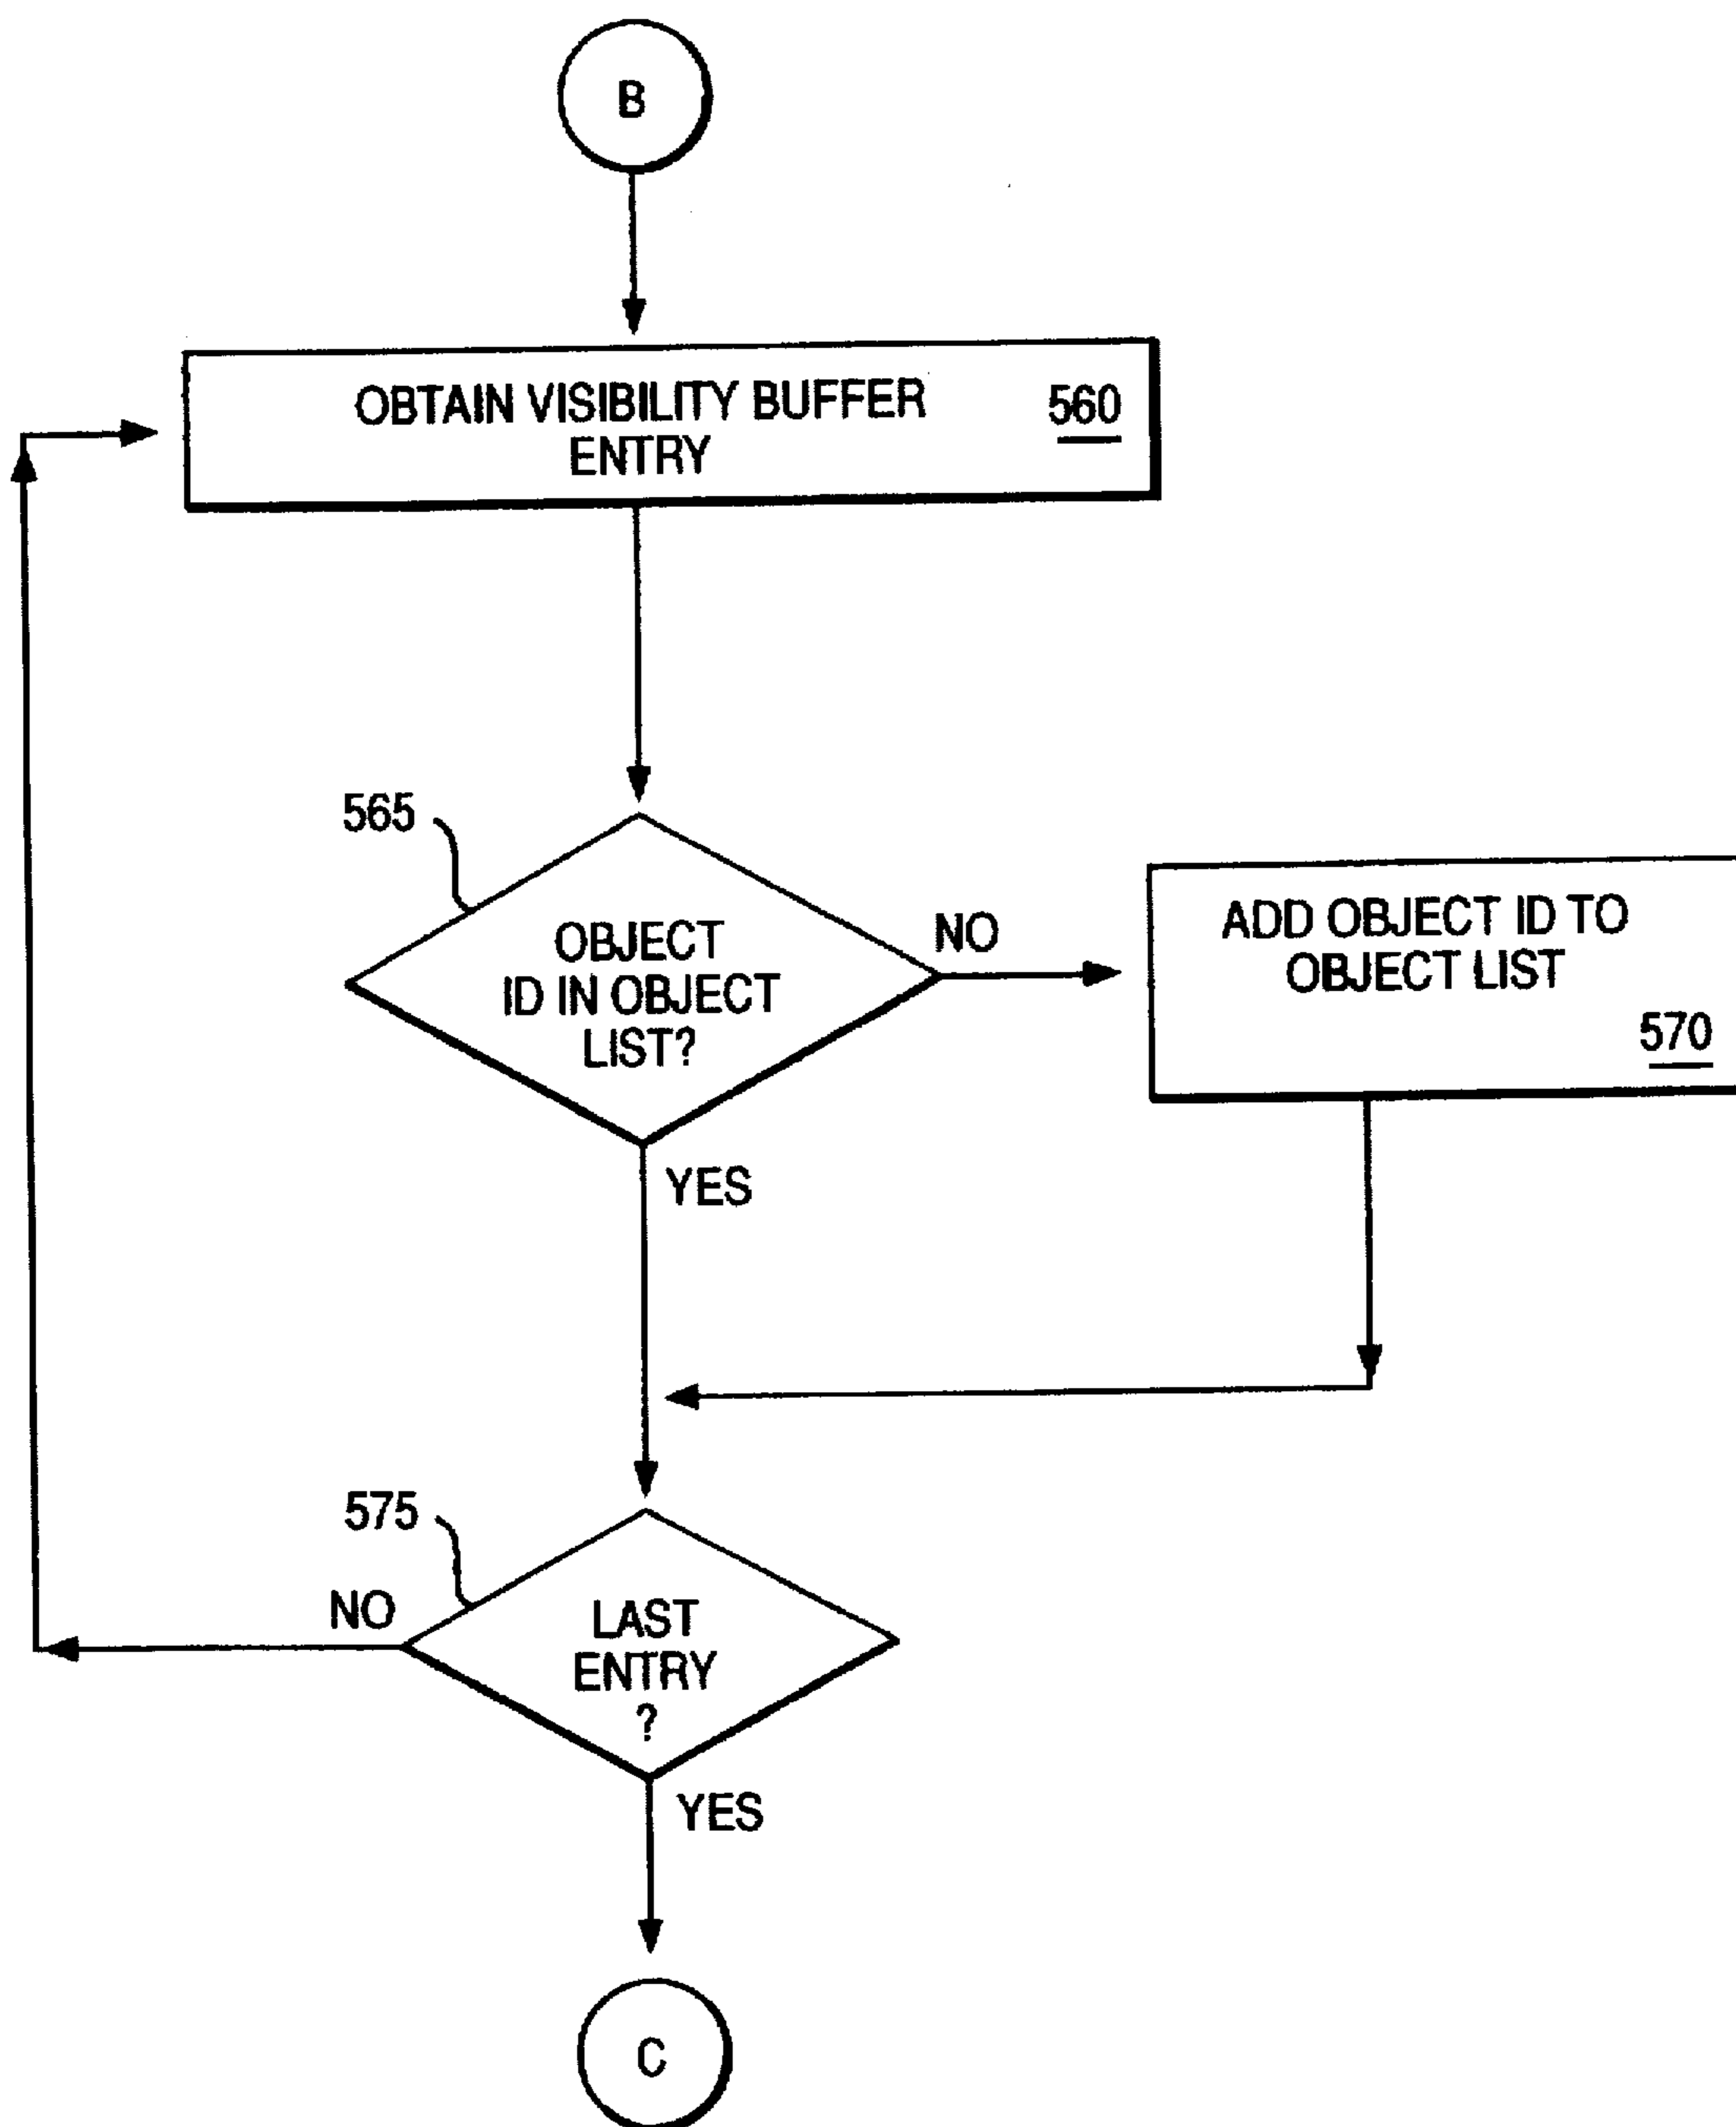 B
OBTAIN VISIBILITY BUFFER 560
ENTRY
565
OBJECT
ID IN OBJECT
LIST?
NO
ADD OBJECT ID TO
OBJECT LIST
570
YES
575
NO
LAST
ENTRY
?
YES
C